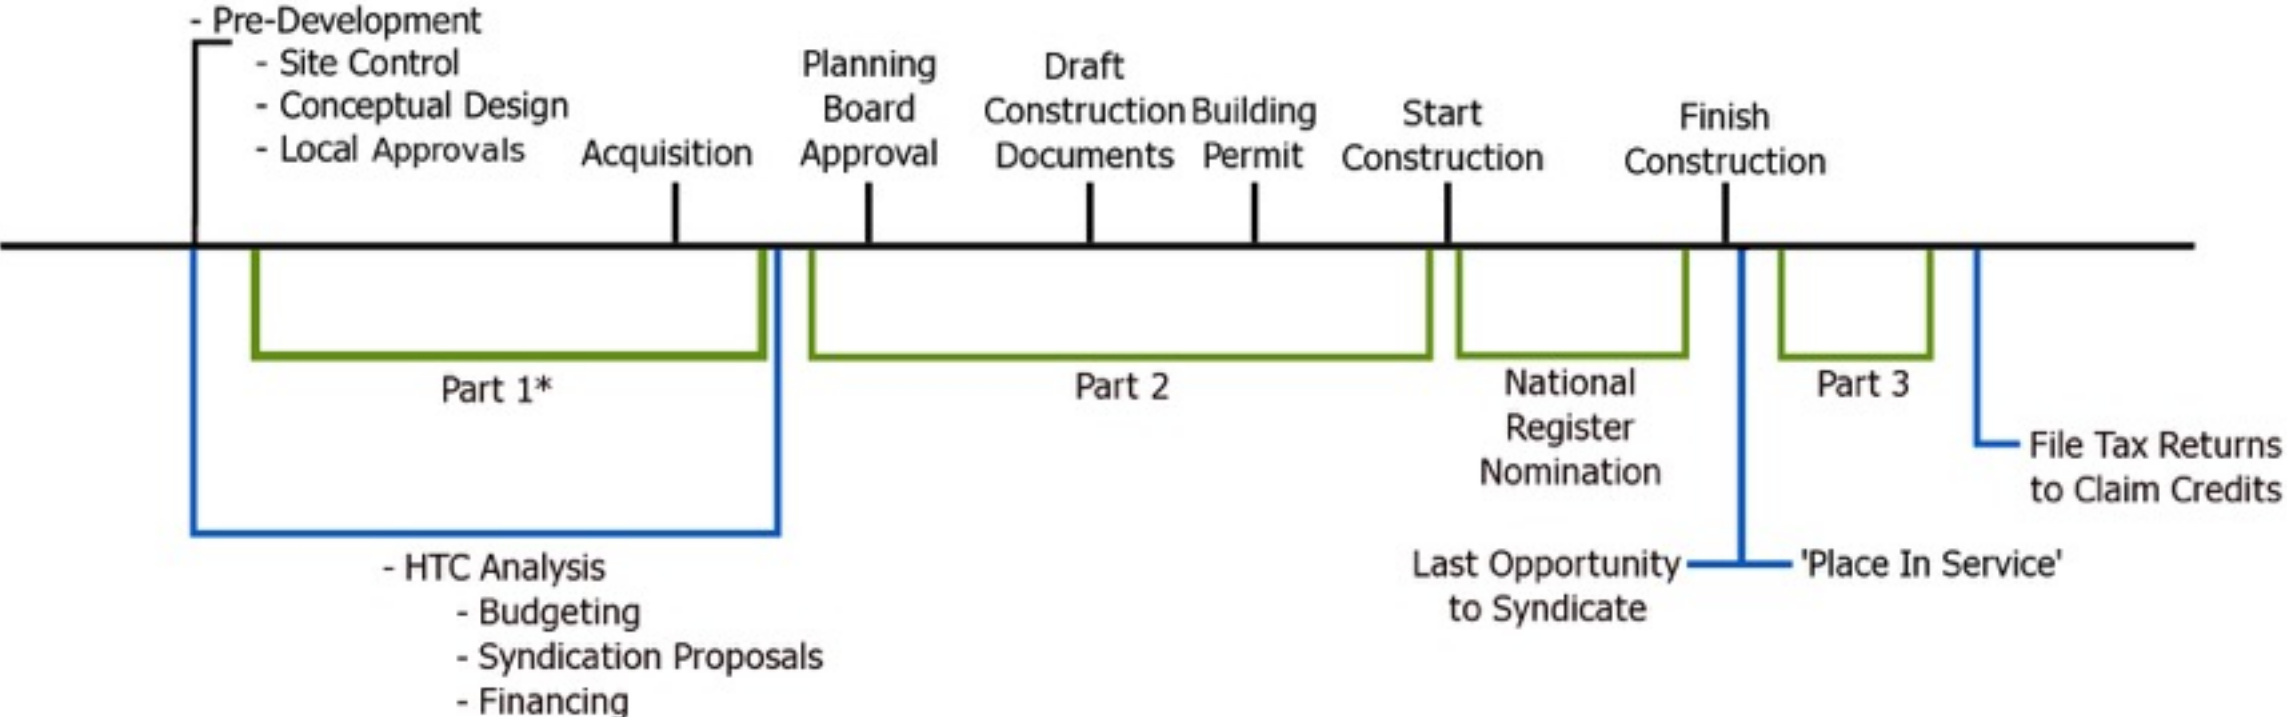 - Pre-Development
- Site Control
- Conceptual Design
- Local Approvals
Acquisition
Planning
Board
Approval
Draft
Construction
Documents
Building
Permit
Start
Construction
Finish
Construction
Part 1*
Part 2
National
Register
Nomination
Part 3
File Tax Returns
to Claim Credits
Last Opportunity
to Syndicate
'Place In Service'
- HTC Analysis
- Budgeting
- Syndication Proposals
- Financing